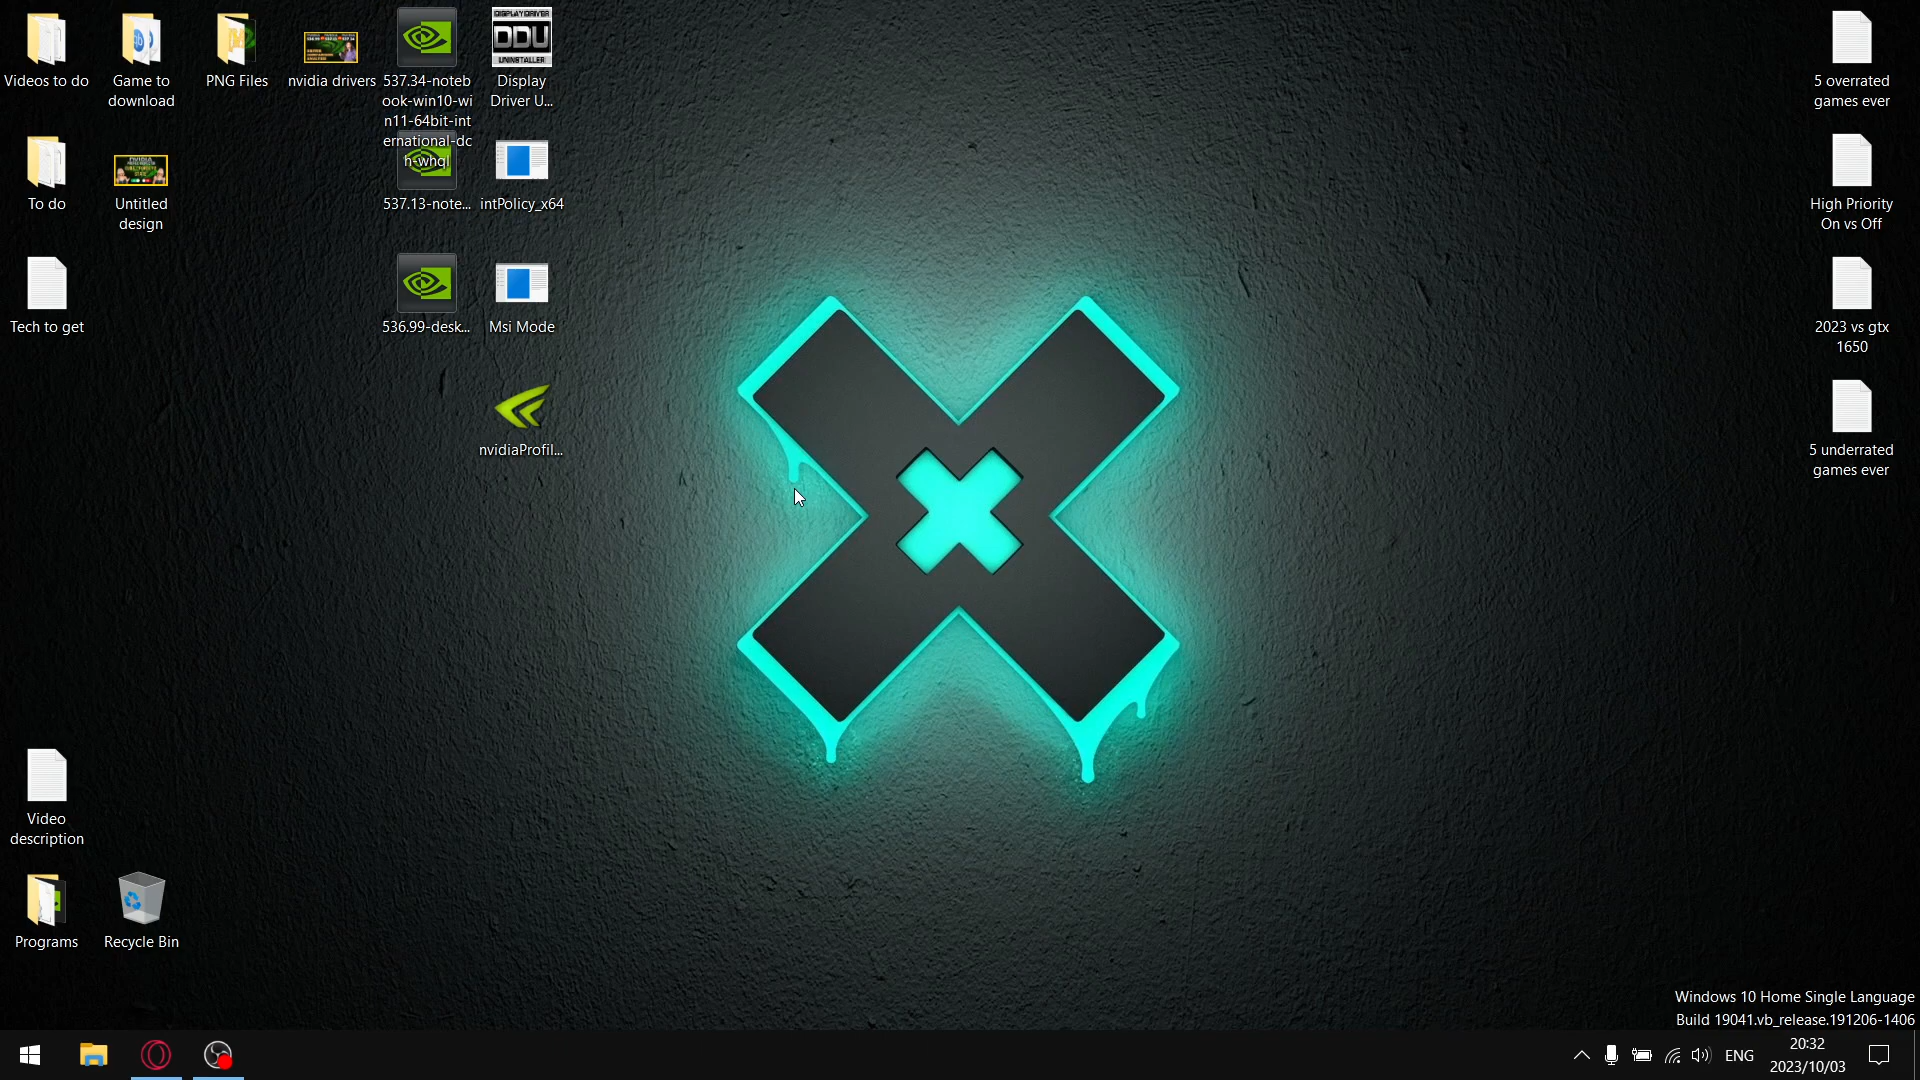 Videos to do
Game to
download
PNG Files
nvidia drivers
537.34-noteb
ook-win10-wi
n11-64bit-int
ernational-dc
h-whql
DISPLAY DRIVER
DDU
UNINSTALLER
Display
Driver U...
5 overrated
games ever
To do
Untitled
design
537.13-note...
intPolicy_x64
High Priority
On vs Off
Tech to get
536.99-desk...
Msi Mode
2023 vs gtx
1650
nvidiaProfil...
5 underrated
games ever
Video
description
Programs
Recycle Bin
Windows 10 Home Single Language
Build 19041.vb_release.191206-1406
ENG
20:32
2023/10/03